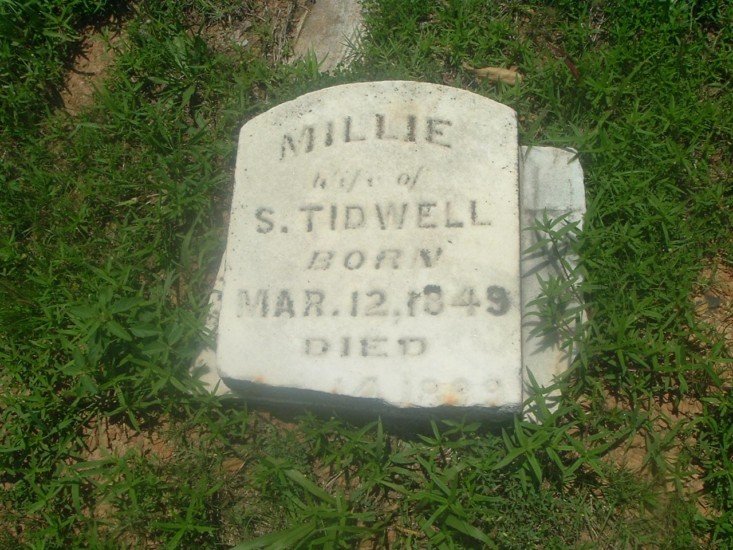 MILLIE
Wife of
S. TIDWELL
BORN
MAR. 12, 1849
DIED